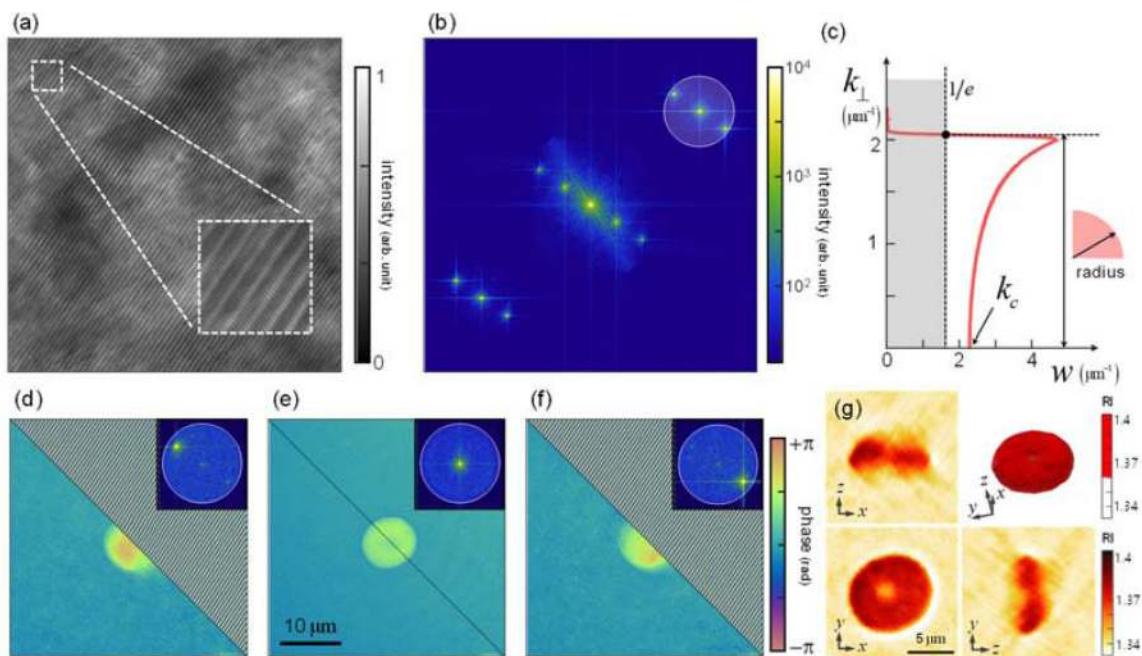 (a)
1
0
intensity (arb. unit)
(b)
10⁴
10³
10²
intensity (arb. unit)
(c)
k⊥
(μm⁻¹)
1/e
2
1
radius
k_c
0
2
4
w (μm⁻¹)
(d)
(e)
10 μm
(f)
+π
phase (rad)
−π
(g)
z
x
z
x
y
RI
1.4
1.37
1.34
y
x
5 μm
y
z
RI
1.4
1.37
1.34